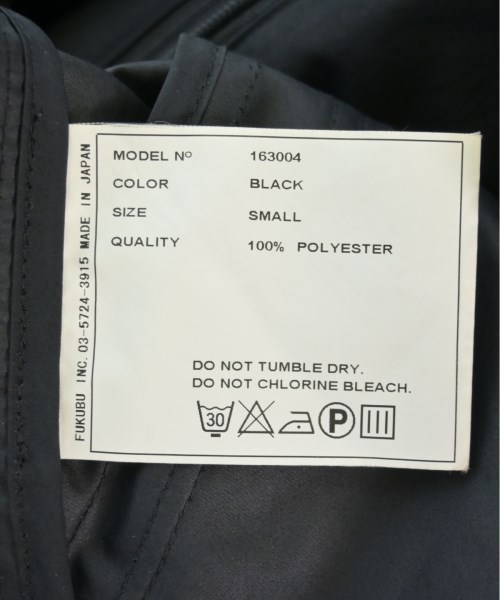 MODEL Nº 163004
COLOR BLACK
SIZE SMALL
QUALITY 100% POLYESTER
DO NOT TUMBLE DRY.
DO NOT CHLORINE BLEACH.
30 P
FUKUBU INC. 03-5724-3915 MADE IN JAPAN